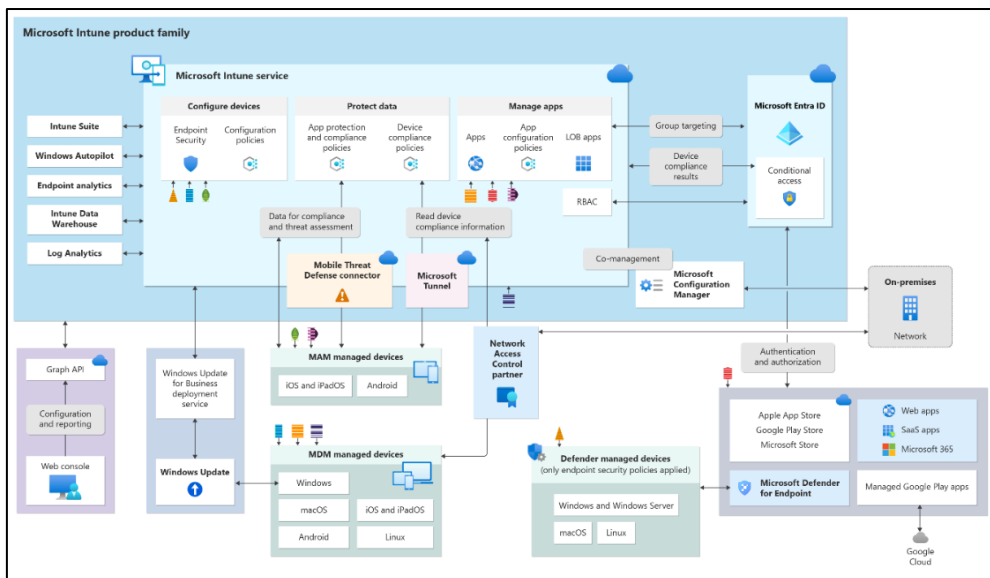 Microsoft Intune product family
Microsoft Intune service
Configure devices
Endpoint
Security
Configuration
policies
Protect data
App protection
and compliance
policies
Device
compliance
policies
Manage apps
Apps
App
configuration
policies
LOB apps
RBAC
Intune Suite
Windows Autopilot
Endpoint analytics
Intune Data
Warehouse
Log Analytics
Group targeting
Device
compliance
results
Microsoft Entra ID
Conditional
access
Data for compliance
and threat assessment
Read device
compliance information
Mobile Threat
Defense connector
Microsoft
Tunnel
Co-management
Microsoft
Configuration
Manager
On-premises
Network
Graph API
Configuration
and reporting
Web console
Windows Update
for Business
deployment
service
Windows Update
MAM managed devices
iOS and iPadOS
Android
Network
Access
Control
partner
MDM managed devices
Windows
macOS
iOS and iPadOS
Android
Linux
Defender managed devices
(only endpoint security policies applied)
Windows and Windows Server
macOS
Linux
Authentication
and authorization
Apple App Store
Google Play Store
Microsoft Store
Web apps
SaaS apps
Microsoft 365
Microsoft Defender
for Endpoint
Managed Google Play apps
Google
Cloud